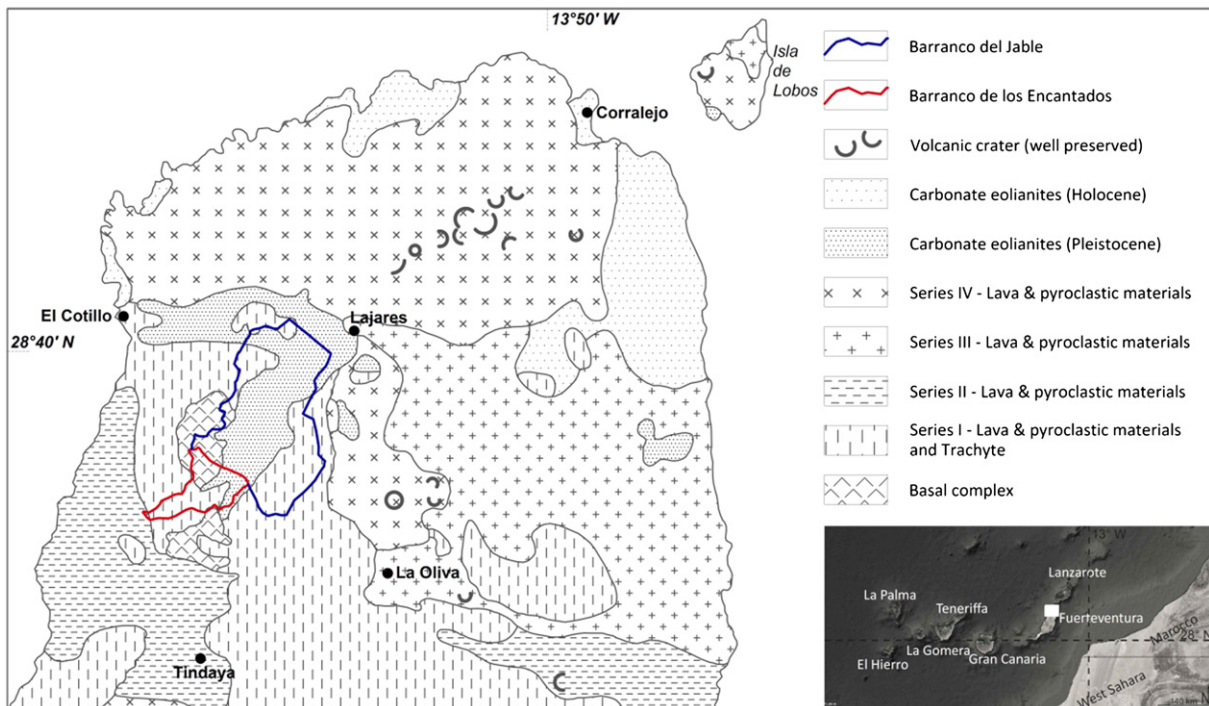 13°50' W
Isla
de
Lobos
Corralejo
El Cotillo
Lajares
28°40' N
La Oliva
Tindaya
Barranco del Jable
Barranco de los Encantados
Volcanic crater (well preserved)
Carbonate eolianites (Holocene)
Carbonate eolianites (Pleistocene)
Series IV - Lava & pyroclastic materials
Series III - Lava & pyroclastic materials
Series II - Lava & pyroclastic materials
Series I - Lava & pyroclastic materials
and Trachyte
Basal complex
13° W
Lanzarote
La Palma
Teneriffa
Fuerteventura
La Gomera
Gran Canaria
El Hierro
Marocco
28° N
West Sahara
140 km